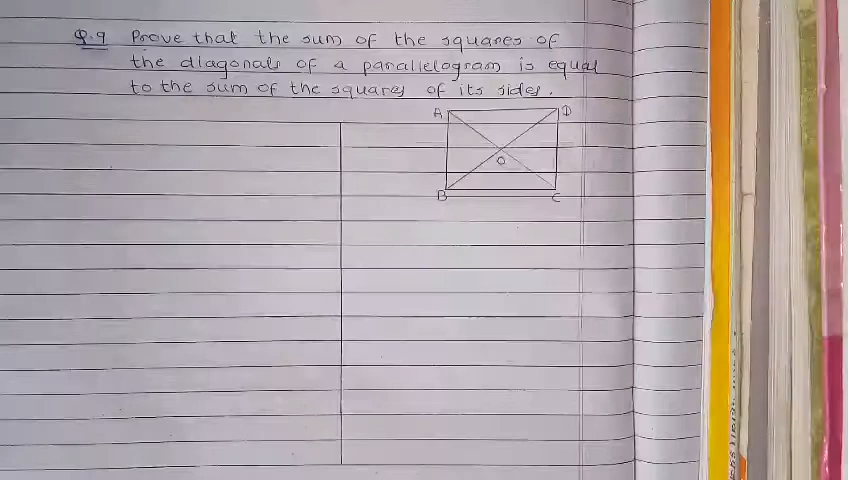 Q.9 Prove that the sum of the squares of
the diagonals of a parallelogram is equal
to the sum of the squares of its sides.
A D
O
B C